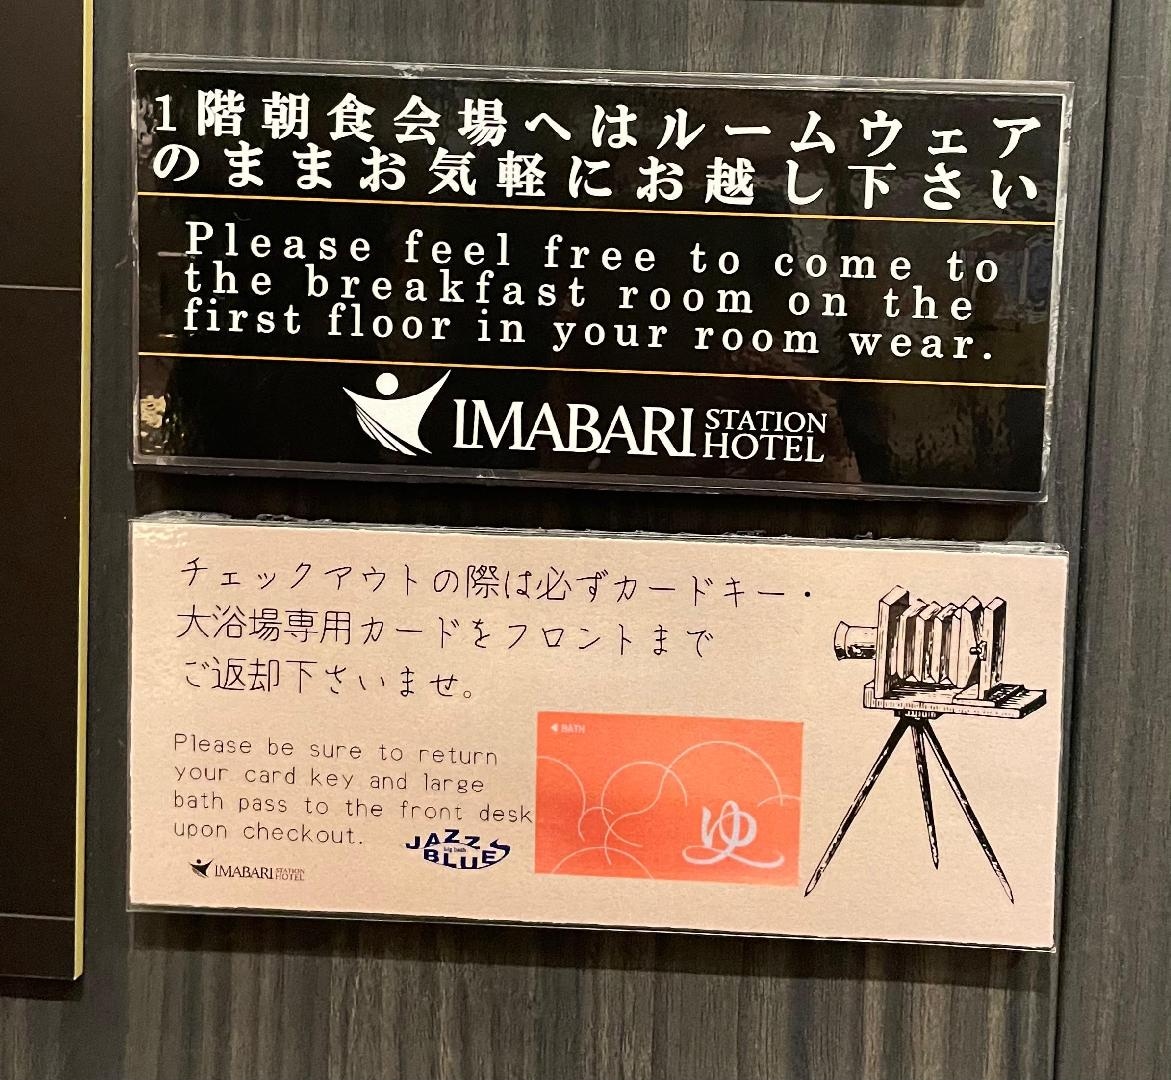 1階朝食会場へはルームウェア
のままお気軽にお越し下さい
Please feel free to come to
the breakfast room on the
first floor in your room wear.
IMABARI STATION HOTEL
チェックアウトの際は必ずカードキー・
大浴場専用カードをフロントまで
ご返却下さいませ。
Please be sure to return
your card key and large
bath pass to the front desk
upon checkout.
JAZZ
big bath
BLUE
IMABARI STATION HOTEL
BATH
ゆ